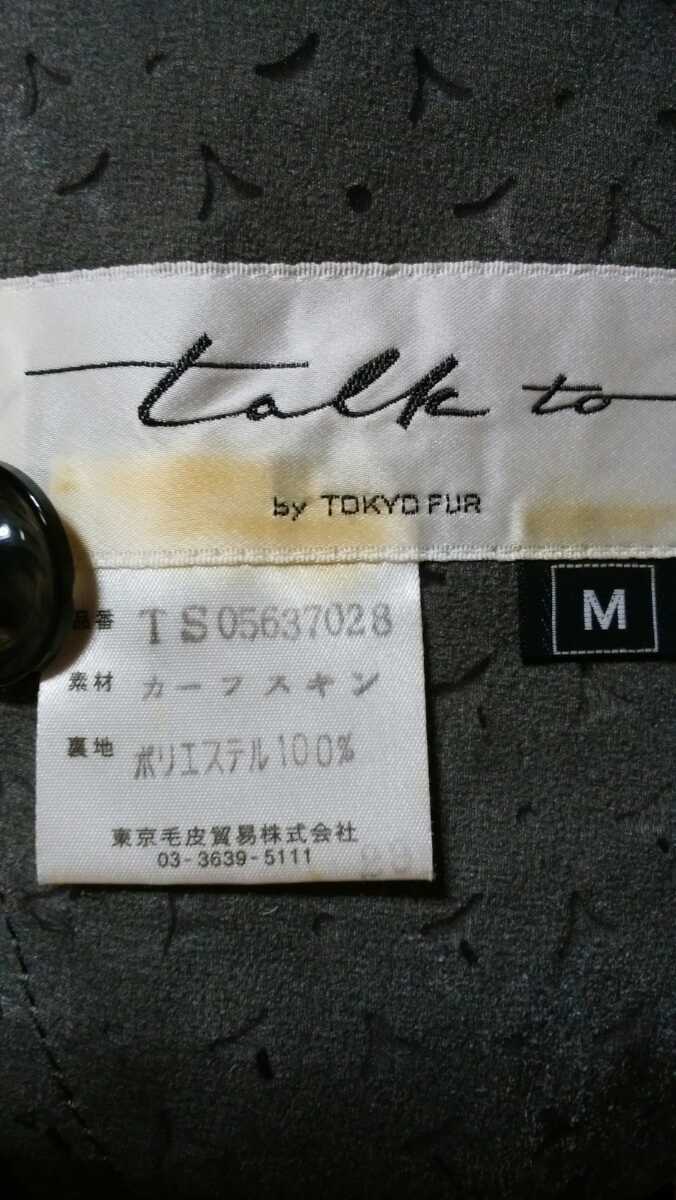 talk to
by TOKYO FUR
M
品番 TS05637028
素材 カーフスキン
裏地 ポリエステル100%
東京毛皮貿易株式会社
03-3639-5111